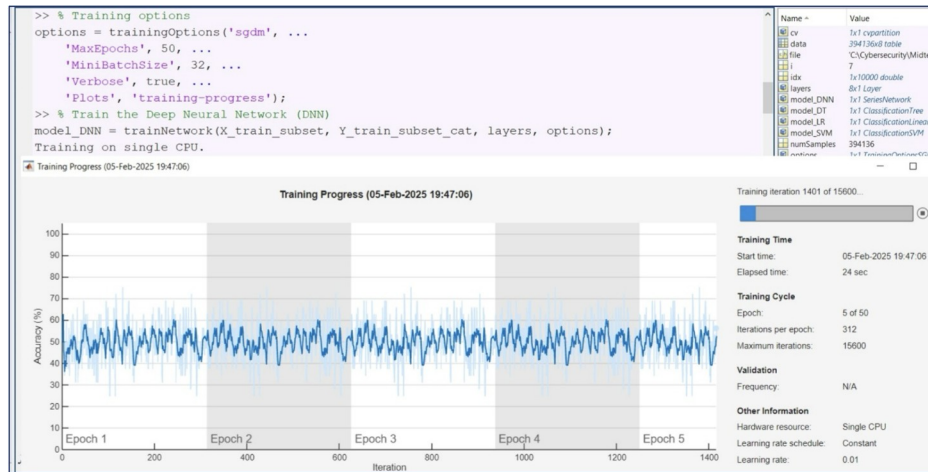 >> % Training options
options = trainingOptions('sgdm', ...
'MaxEpochs', 50, ...
'MiniBatchSize', 32, ...
'Verbose', true, ...
'Plots', 'training-progress');
>> % Train the Deep Neural Network (DNN)
model_DNN = trainNetwork(X_train_subset, Y_train_subset_cat, layers, options);
Training on single CPU.
Name Value
cv 1x1 cvpartition
data 394136x8 table
file 'C:\Cybersecurity\Midte
i 7
idx 1x10000 double
layers 8x1 Layer
model_DNN 1x1 SeriesNetwork
model_DT 1x1 ClassificationTree
model_LR 1x1 ClassificationLinear
model_SVM 1x1 ClassificationSVM
numSamples 394136
options 1x1 TrainingOptionsSG
Training Progress (05-Feb-2025 19:47:06)
Training Progress (05-Feb-2025 19:47:06)
Accuracy (%)
100
90
80
70
60
50
40
30
20
10
0
Epoch 1 Epoch 2 Epoch 3 Epoch 4 Epoch 5
0 200 400 600 800 1000 1200 1400
Iteration
Training iteration 1401 of 15600...
Training Time
Start time: 05-Feb-2025 19:47:06
Elapsed time: 24 sec
Training Cycle
Epoch: 5 of 50
Iterations per epoch: 312
Maximum iterations: 15600
Validation
Frequency: N/A
Other Information
Hardware resource: Single CPU
Learning rate schedule: Constant
Learning rate: 0.01